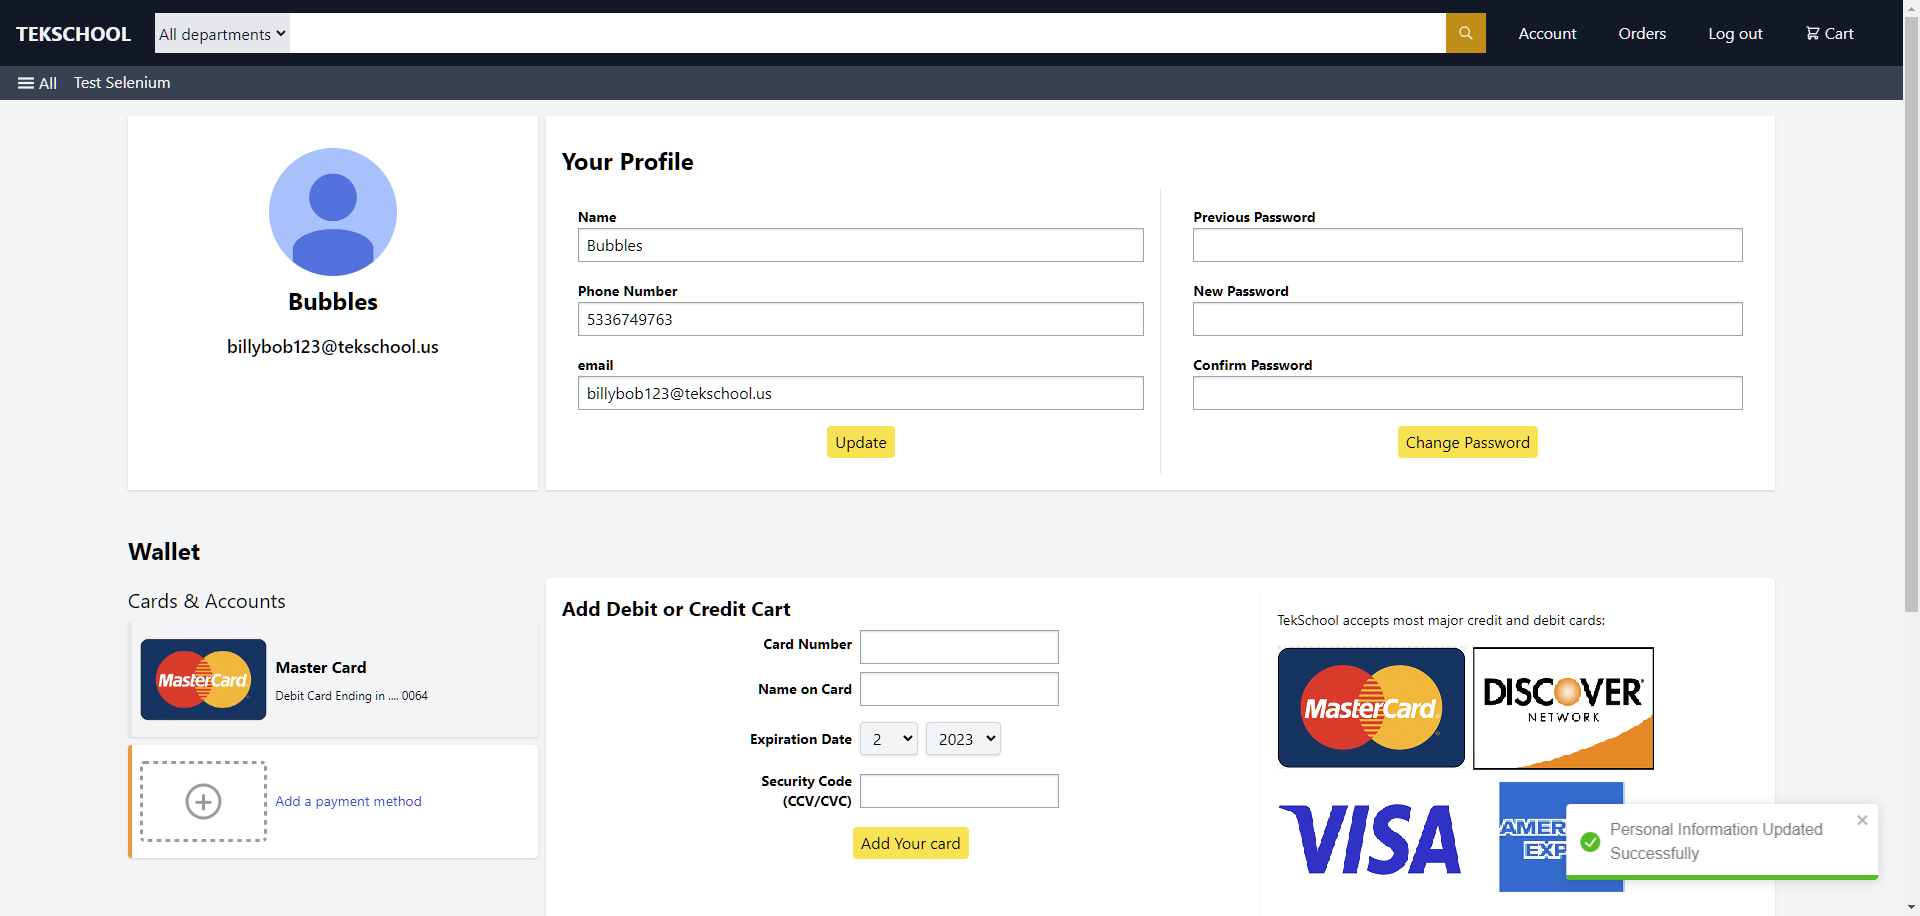 TEKSCHOOL
All departments
Account
Orders
Log out
Cart
All
Test Selenium
Bubbles
billybob123@tekschool.us
Your Profile
Name
Bubbles
Phone Number
5336749763
email
billybob123@tekschool.us
Update
Previous Password
New Password
Confirm Password
Change Password
Wallet
Cards & Accounts
MasterCard
Master Card
Debit Card Ending in .... 0064
Add a payment method
Add Debit or Credit Cart
Card Number
Name on Card
Expiration Date
2
2023
Security Code
(CCV/CVC)
Add Your card
TekSchool accepts most major credit and debit cards:
MasterCard
DISCOVER
NETWORK
VISA
AMER
EXP
Personal Information Updated
Successfully